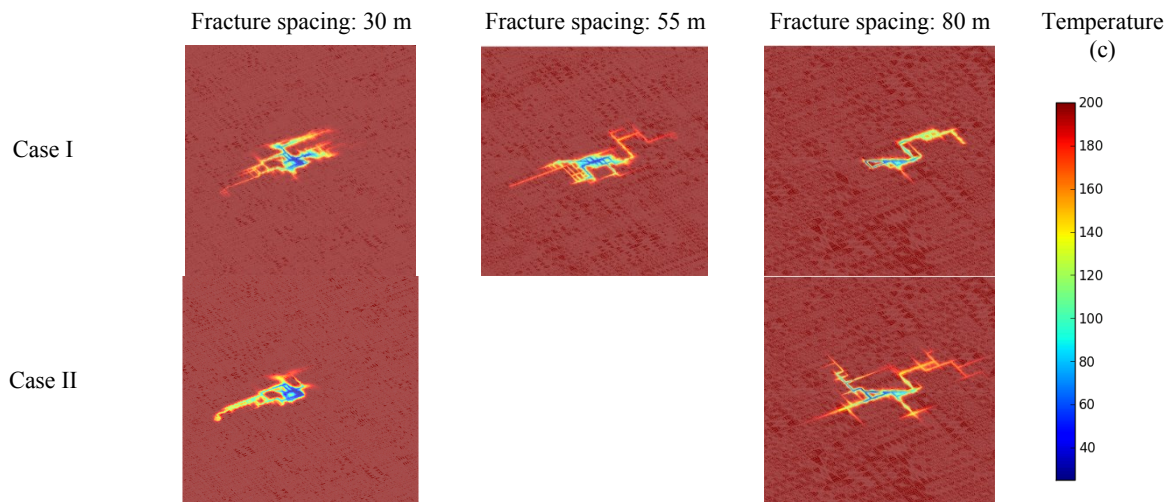 Fracture spacing: 30 m
Fracture spacing: 55 m
Fracture spacing: 80 m
Temperature
(c)
Case I
Case II
200
180
160
140
120
100
80
60
40